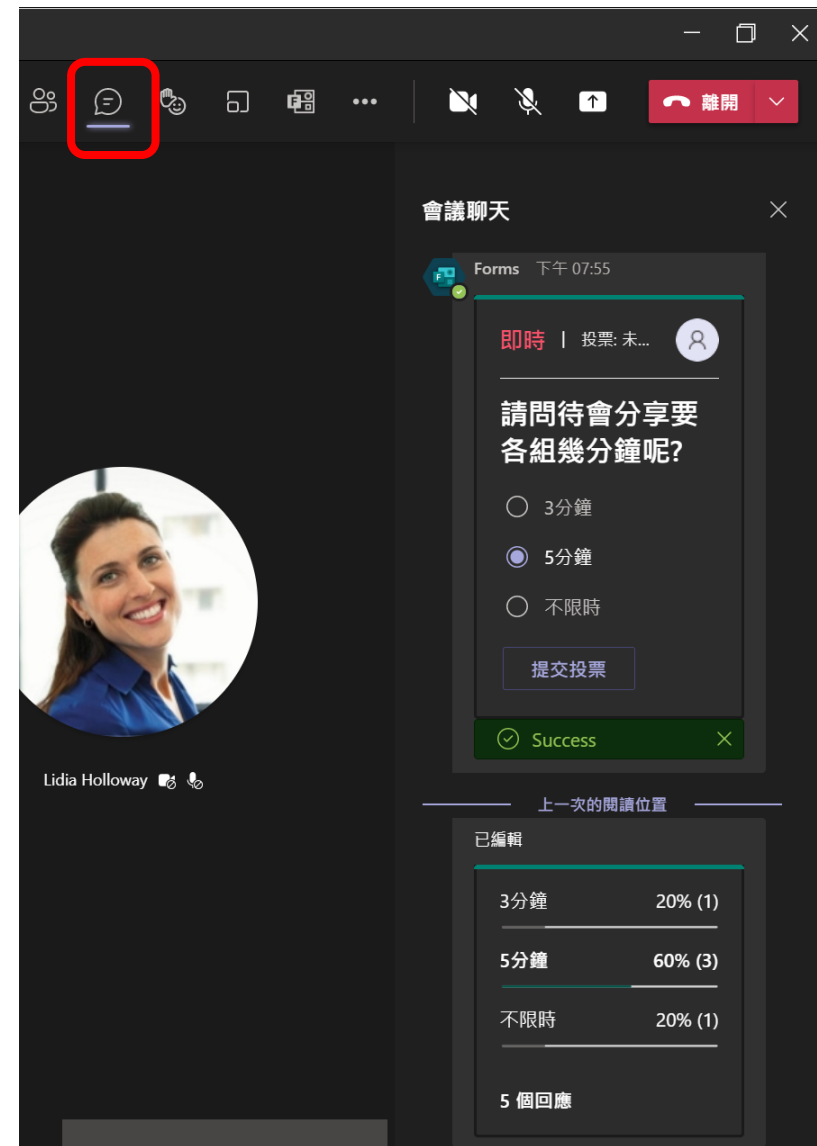 離開
會議聊天
Forms 下午 07:55
即時 | 投票: 未...
請問待會分享要
各組幾分鐘呢?
3分鐘
5分鐘
不限時
提交投票
Success
Lidia Holloway
上一次的閱讀位置
已編輯
3分鐘 20% (1)
5分鐘 60% (3)
不限時 20% (1)
5 個回應